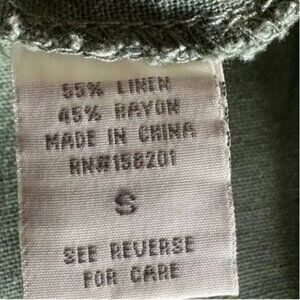 55% LINEN
45% RAYON
MADE IN CHINA
RN#158201
S
SEE REVERSE
FOR CARE